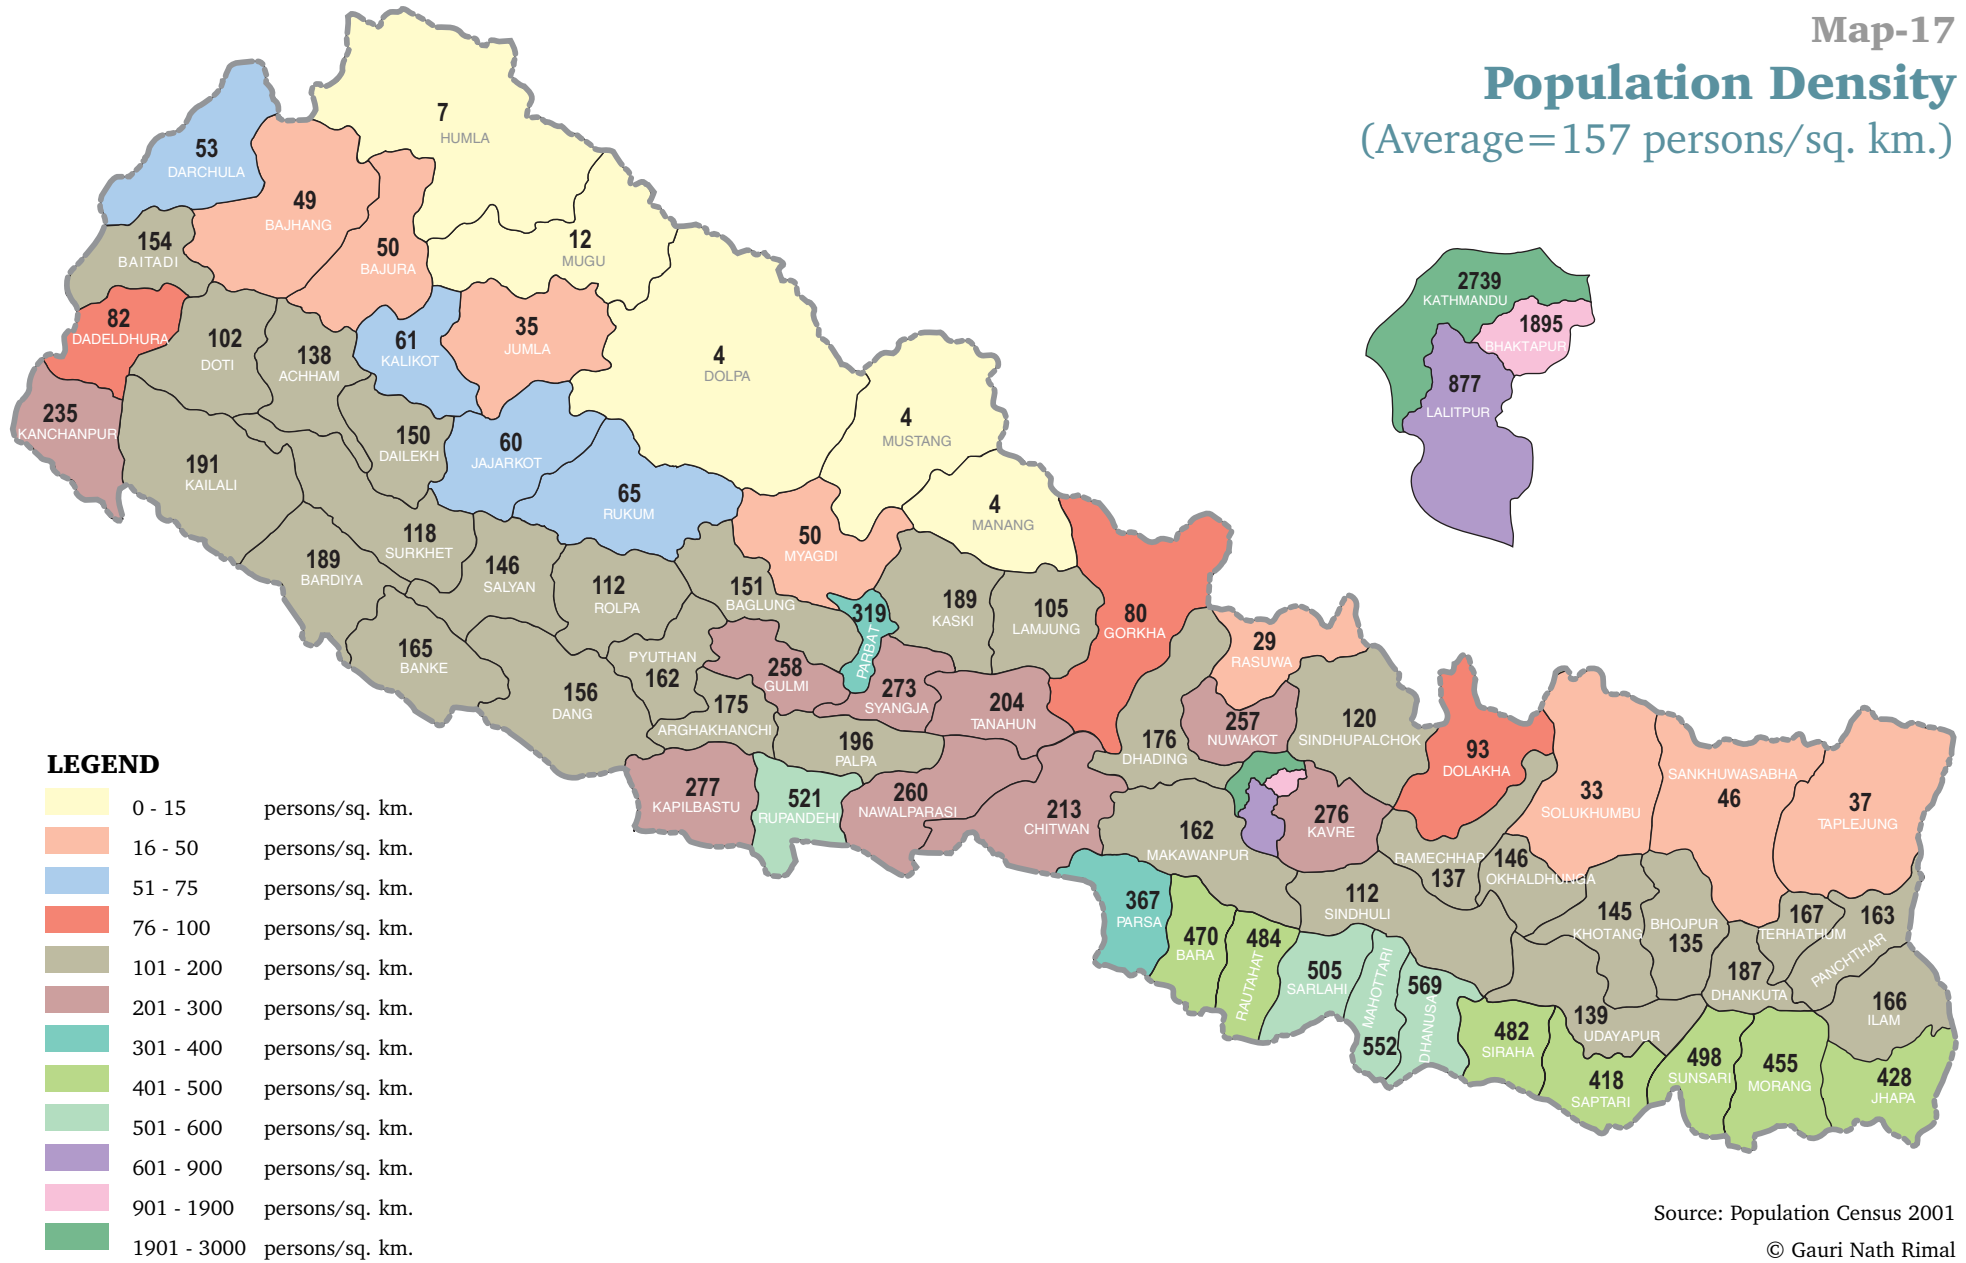 Map-17
Population Density
(Average=157 persons/sq. km.)
7
HUMLA
53
DARCHULA
49
BAJHANG
154
BAITADI
50
BAJURA
12
MUGU
82
DADELDHURA
102
DOTI
138
ACHHAM
61
KALIKOT
35
JUMLA
4
DOLPA
235
KANCHANPUR
191
KAILALI
150
DAILEKH
60
JAJARKOT
65
RUKUM
4
MUSTANG
4
MANANG
2739
KATHMANDU
1895
BHAKTAPUR
877
LALITPUR
118
SURKHET
189
BARDIYA
146
SALYAN
112
ROLPA
50
MYAGDI
151
BAGLUNG
319
PARBAT
189
KASKI
105
LAMJUNG
80
GORKHA
29
RASUWA
165
BANKE
156
DANG
PYUTHAN
162
258
GULMI
175
ARGHAKHANCHI
273
SYANGJA
204
TANAHUN
196
PALPA
176
DHADING
257
NUWAKOT
120
SINDHUPALCHOK
93
DOLAKHA
277
KAPILBASTU
521
RUPANDEHI
260
NAWALPARASI
213
CHITWAN
162
MAKAWANPUR
276
KAVRE
33
SOLUKHUMBU
SANKHUWASABHA
46
37
TAPLEJUNG
RAMECHHAP
137
146
OKHALDHUNGA
112
SINDHULI
367
PARSA
470
BARA
484
RAUTAHAT
505
SARLAHI
MAHOTTARI
552
569
DHANUSA
145
KHOTANG
BHOJPUR
135
167
TERHATHUM
163
PANCHTHAR
187
DHANKUTA
166
ILAM
139
UDAYAPUR
482
SIRAHA
418
SAPTARI
498
SUNSARI
455
MORANG
428
JHAPA
LEGEND
0 - 15 persons/sq. km.
16 - 50 persons/sq. km.
51 - 75 persons/sq. km.
76 - 100 persons/sq. km.
101 - 200 persons/sq. km.
201 - 300 persons/sq. km.
301 - 400 persons/sq. km.
401 - 500 persons/sq. km.
501 - 600 persons/sq. km.
601 - 900 persons/sq. km.
901 - 1900 persons/sq. km.
1901 - 3000 persons/sq. km.
Source: Population Census 2001
© Gauri Nath Rimal